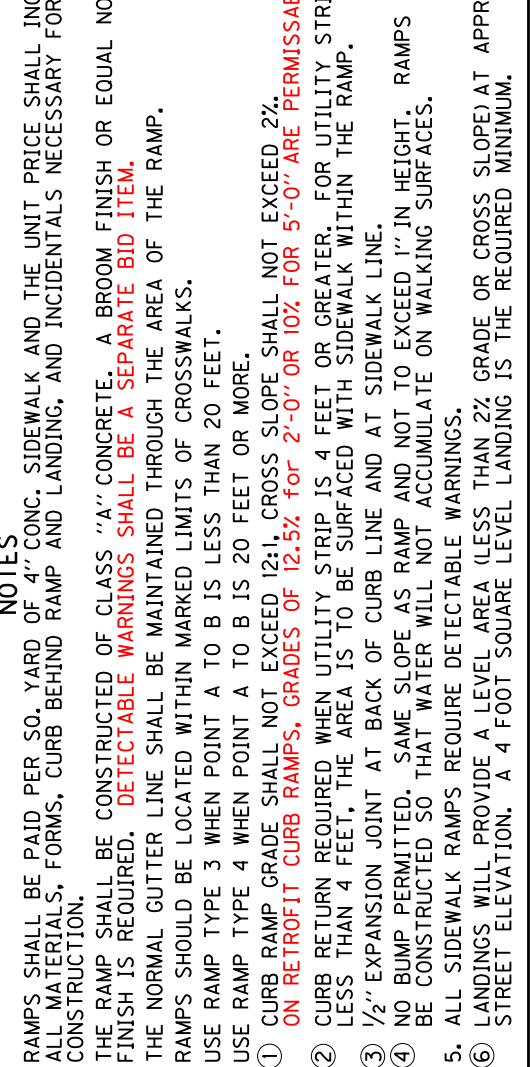 NOTES
RAMPS SHALL BE PAID PER SQ. YARD OF 4" CONC. SIDEWALK AND THE UNIT PRICE SHALL
ALL MATERIALS, FORMS, CURB BEHIND RAMP AND LANDING, AND INCIDENTALS NECESSARY FOR
CONSTRUCTION.
THE RAMP SHALL BE CONSTRUCTED OF CLASS "A" CONCRETE. A BROOM FINISH OR EQUAL
FINISH IS REQUIRED. DETECTABLE WARNINGS SHALL BE A SEPARATE BID ITEM.
THE NORMAL GUTTER LINE SHALL BE MAINTAINED THROUGH THE AREA OF THE RAMP.
RAMPS SHOULD BE LOCATED WITHIN MARKED LIMITS OF CROSSWALKS.
USE RAMP TYPE 3 WHEN POINT A TO B IS LESS THAN 20 FEET.
USE RAMP TYPE 4 WHEN POINT A TO B IS 20 FEET OR MORE.
① CURB RAMP GRADE SHALL NOT EXCEED 12:1, CROSS SLOPE SHALL NOT EXCEED 2%.
ON RETROFIT CURB RAMPS, GRADES OF 12.5% for 2'-0" OR 10% FOR 5'-0" ARE
② CURB RETURN REQUIRED WHEN UTILITY STRIP IS 4 FEET OR GREATER. FOR UTILITY
LESS THAN 4 FEET, THE AREA IS TO BE SURFACED WITH SIDEWALK WITHIN THE RAMP.
③ 1/2" EXPANSION JOINT AT BACK OF CURB LINE AND AT SIDEWALK LINE.
④ NO BUMP PERMITTED. SAME SLOPE AS RAMP AND NOT TO EXCEED 1" IN HEIGHT. RAMPS
BE CONSTRUCTED SO THAT WATER WILL NOT ACCUMULATE ON WALKING SURFACES.
5. ALL SIDEWALK RAMPS REQUIRE DETECTABLE WARNINGS.
⑥ LANDINGS WILL PROVIDE A LEVEL AREA (LESS THAN 2% GRADE OR CROSS SLOPE) AT
STREET ELEVATION. A 4 FOOT SQUARE LEVEL LANDING IS THE REQUIRED MINIMUM.